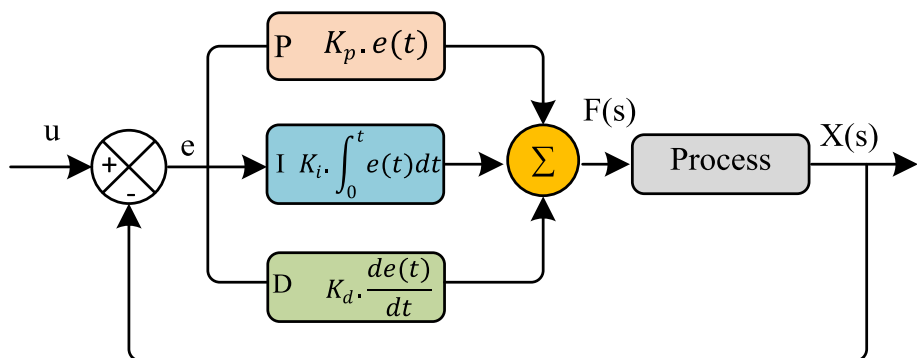 P K_p. e(t)
u
+
-
e
I K_i. ∫_0^t e(t)dt
Σ
F(s)
Process
X(s)
D K_d. de(t)/dt